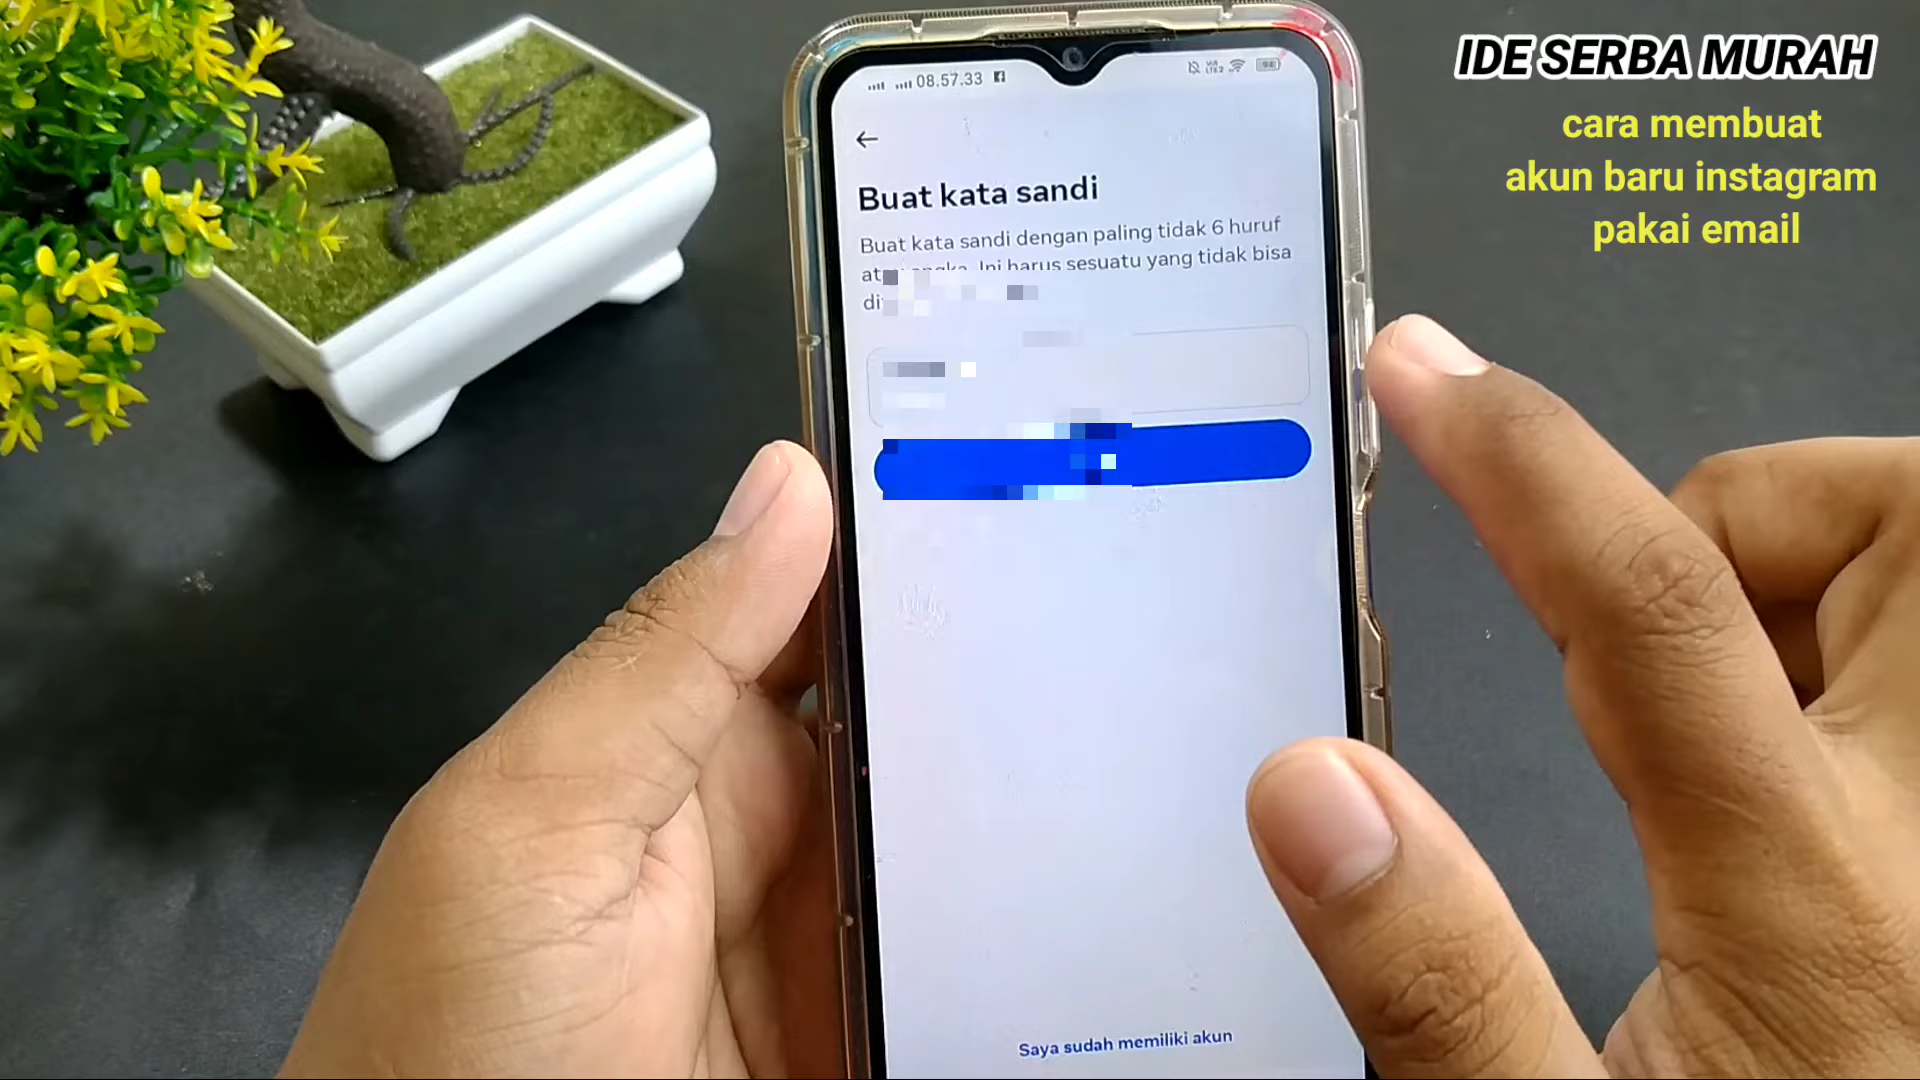 IDE SERBA MURAH
cara membuat
akun baru instagram
pakai email
08.57.33
Buat kata sandi
Buat kata sandi dengan paling tidak 6 huruf
Ini harus sesuatu yang tidak bisa
Saya sudah memiliki akun